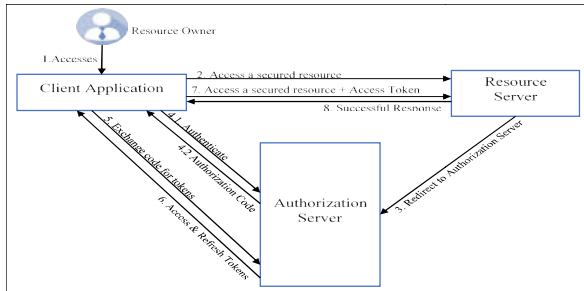 Resource Owner
1.Accesses
Client Application
2. Access a secured resource
7. Access a secured resource + Access Token
8. Successful Response
Resource
Server
4.1. Authenticate
4.2 Authorization Code
5. Exchange code for tokens
6. Access & Refresh Tokens
Authorization
Server
3. Redirect to Authorization Server